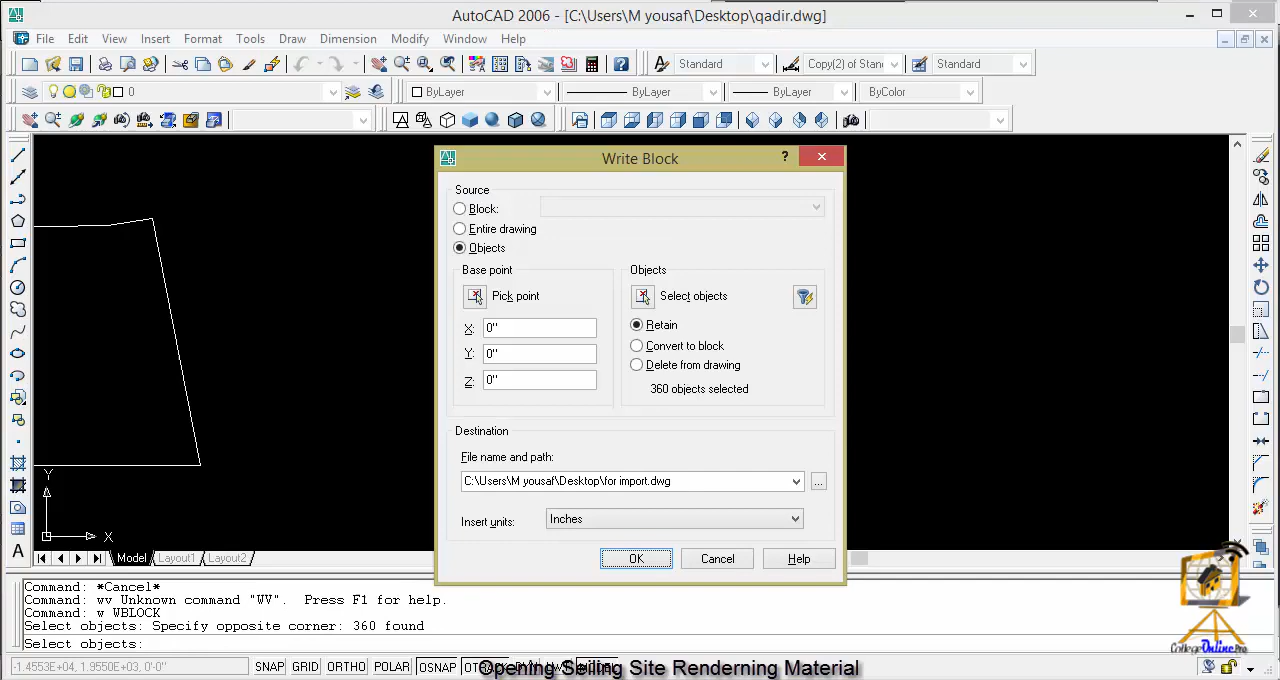 AutoCAD 2006 - [C:\Users\M yousaf\Desktop\qadir.dwg]
File Edit View Insert Format Tools Draw Dimension Modify Window Help
Standard Copy(2) of Stan Standard
0 ByLayer ByLayer ByLayer ByColor
Write Block
Source
Block:
Entire drawing
Objects
Base point
Objects
Pick point
Select objects
X: 0"
Retain
Y: 0"
Convert to block
Z: 0"
Delete from drawing
360 objects selected
Destination
File name and path:
C:\Users\M yousaf\Desktop\for import.dwg
...
Insert units: Inches
OK Cancel Help
Y
X
Model Layout1 Layout2
Command: *Cancel*
Command: wv Unknown command "WV".  Press F1 for help.
Command: w WBLOCK
Select objects: Specify opposite corner: 360 found
Select objects:
-1.4553E+04, 1.9550E+03, 0'-0" SNAP GRID ORTHO POLAR OSNAP
Opening Selling Site Rendernning Material
CollegeOnline.Pro